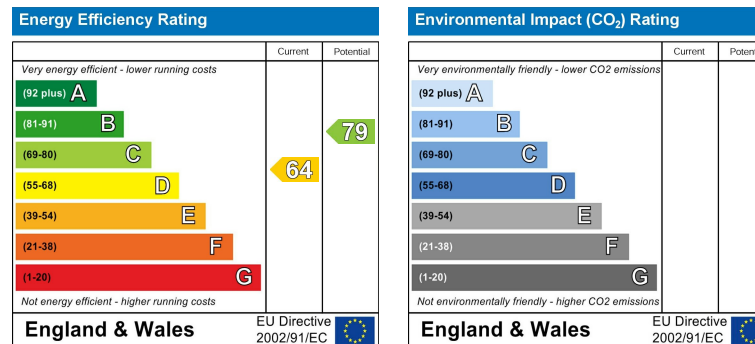 Energy Efficiency Rating
Current Potential
Very energy efficient - lower running costs
(92 plus) A
(81-91) B
(69-80) C
(55-68) D
(39-54) E
(21-38) F
(1-20) G
64
79
Not energy efficient - higher running costs
England & Wales
EU Directive
2002/91/EC
Environmental Impact (CO₂) Rating
Current Potent
Very environmentally friendly - lower CO2 emissions
(92 plus) A
(81-91) B
(69-80) C
(55-68) D
(39-54) E
(21-38) F
(1-20) G
Not environmentally friendly - higher CO2 emissions
England & Wales
EU Directive
2002/91/EC